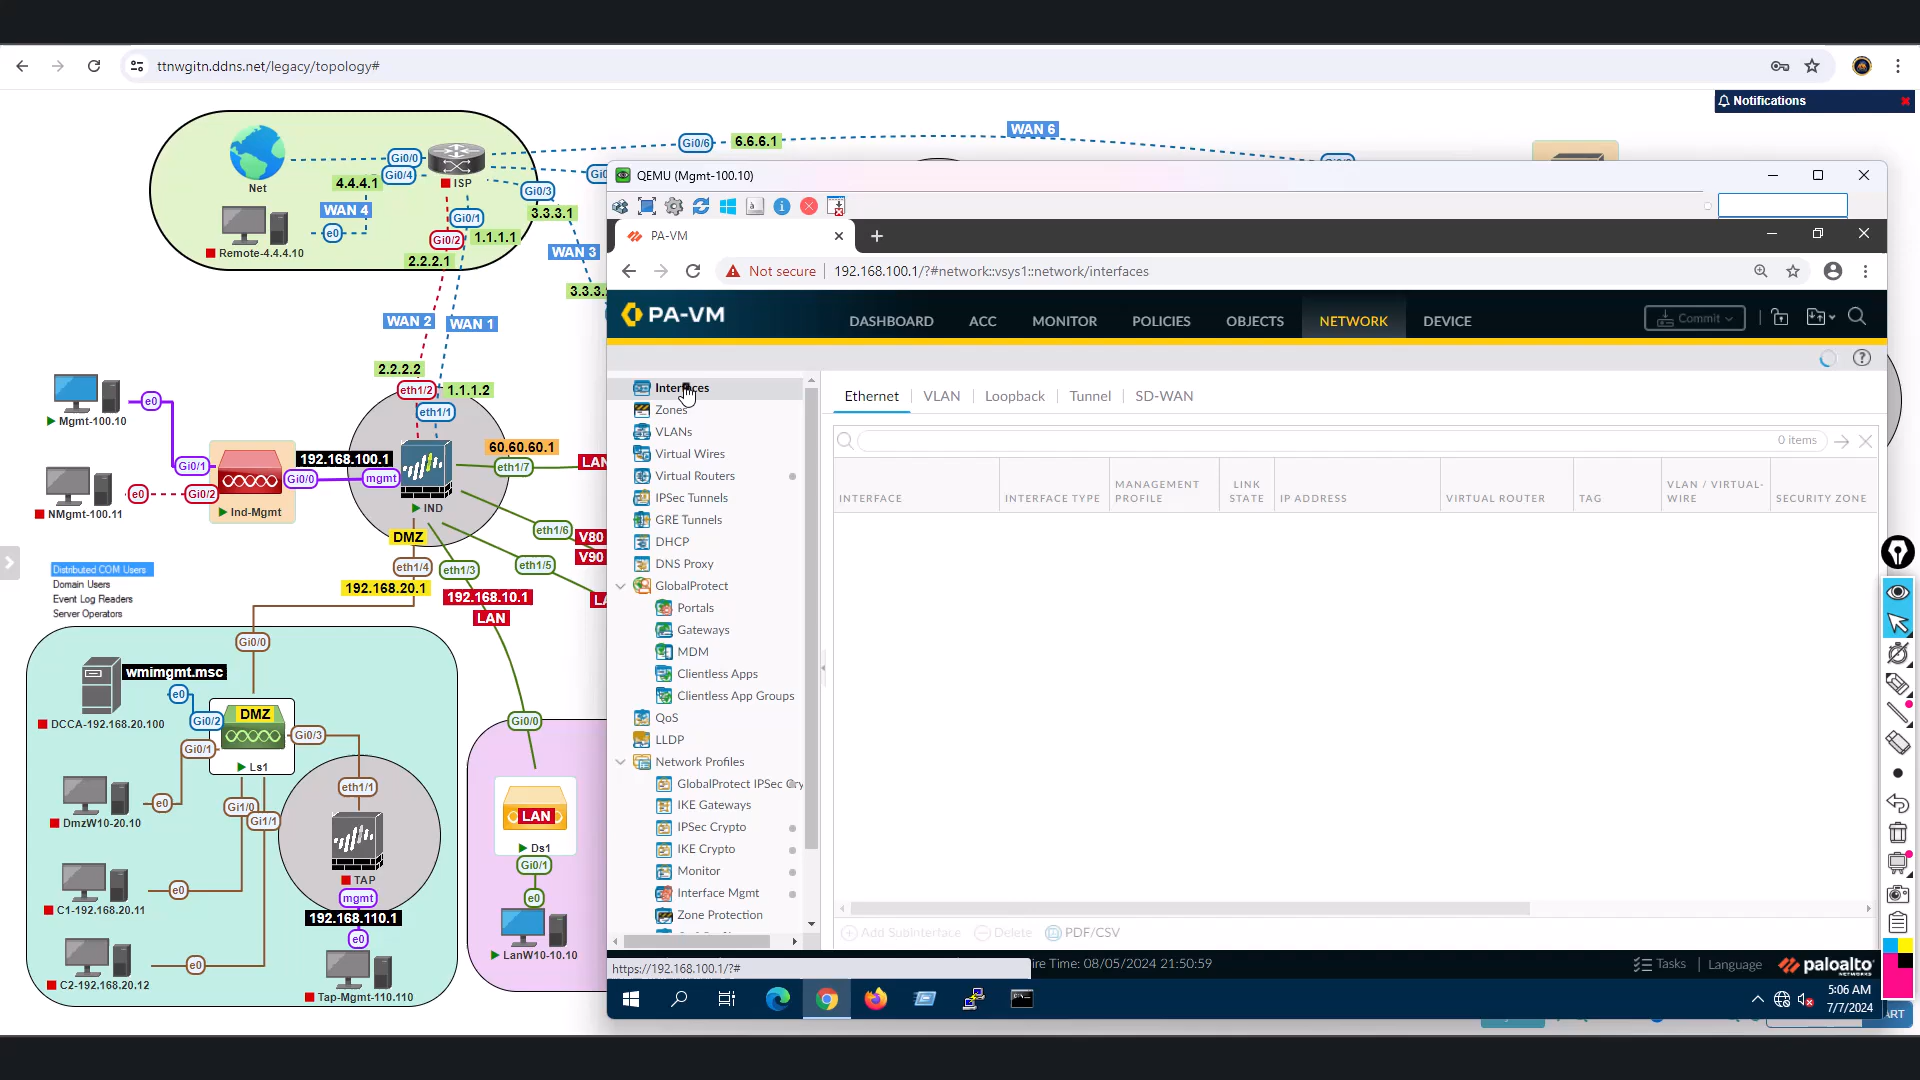 ttnwgitn.ddns.net/legacy/topology#
Notifications
WAN 6
Gi0/6
6.6.6.1
Gi0/0
Gi0/4
4.4.4.1
ISP
Net
WAN 4
e0
Remote-4.4.4.10
Gi0/3
3.3.3.1
Gi0/1
Gi0/2
1.1.1.1
2.2.2.1
WAN 3
WAN 2
WAN 1
2.2.2.2
eth1/2
1.1.1.2
eth1/1
Mgmt-100.10
e0
Gi0/1
192.168.100.1
Gi0/0
mgmt
60.60.60.1
eth1/7
LAN
NMgmt-100.11
e0
Gi0/2
Ind-Mgmt
IND
DMZ
eth1/6
V80
V90
eth1/4
eth1/3
eth1/5
192.168.20.1
192.168.10.1
LAN
Distributed COM Users
Domain Users
Event Log Readers
Server Operators
Gi0/0
wmimgmt.msc
e0
DCCA-192.168.20.100
Gi0/2
DMZ
Gi0/1
Gi0/3
Ls1
eth1/1
DmzW10-20.10
e0
Gi1/0
Gi1/1
TAP
mgmt
192.168.110.1
e0
Tap-Mgmt-110.110
C1-192.168.20.11
e0
C2-192.168.20.12
e0
Gi0/0
LAN
Ds1
Gi0/1
e0
LanW10-10.10
QEMU (Mgmt-100.10)
PA-VM
Not secure
192.168.100.1/?#network::vsys1::network/interfaces
PA-VM
DASHBOARD
ACC
MONITOR
POLICIES
OBJECTS
NETWORK
DEVICE
Commit
Interfaces
Zones
VLANs
Virtual Wires
Virtual Routers
IPSec Tunnels
GRE Tunnels
DHCP
DNS Proxy
GlobalProtect
Portals
Gateways
MDM
Clientless Apps
Clientless App Groups
QoS
LLDP
Network Profiles
GlobalProtect IPSec Cry
IKE Gateways
IPSec Crypto
IKE Crypto
Monitor
Interface Mgmt
Zone Protection
Ethernet
VLAN
Loopback
Tunnel
SD-WAN
0 items
INTERFACE
INTERFACE TYPE
MANAGEMENT PROFILE
LINK STATE
IP ADDRESS
VIRTUAL ROUTER
TAG
VLAN / VIRTUAL-WIRE
SECURITY ZONE
Add Subinterface
Delete
PDF/CSV
https://192.168.100.1/?#
ire Time: 08/05/2024 21:50:59
Tasks
Language
paloalto
NETWORKS
5:06 AM
7/7/2024
ART